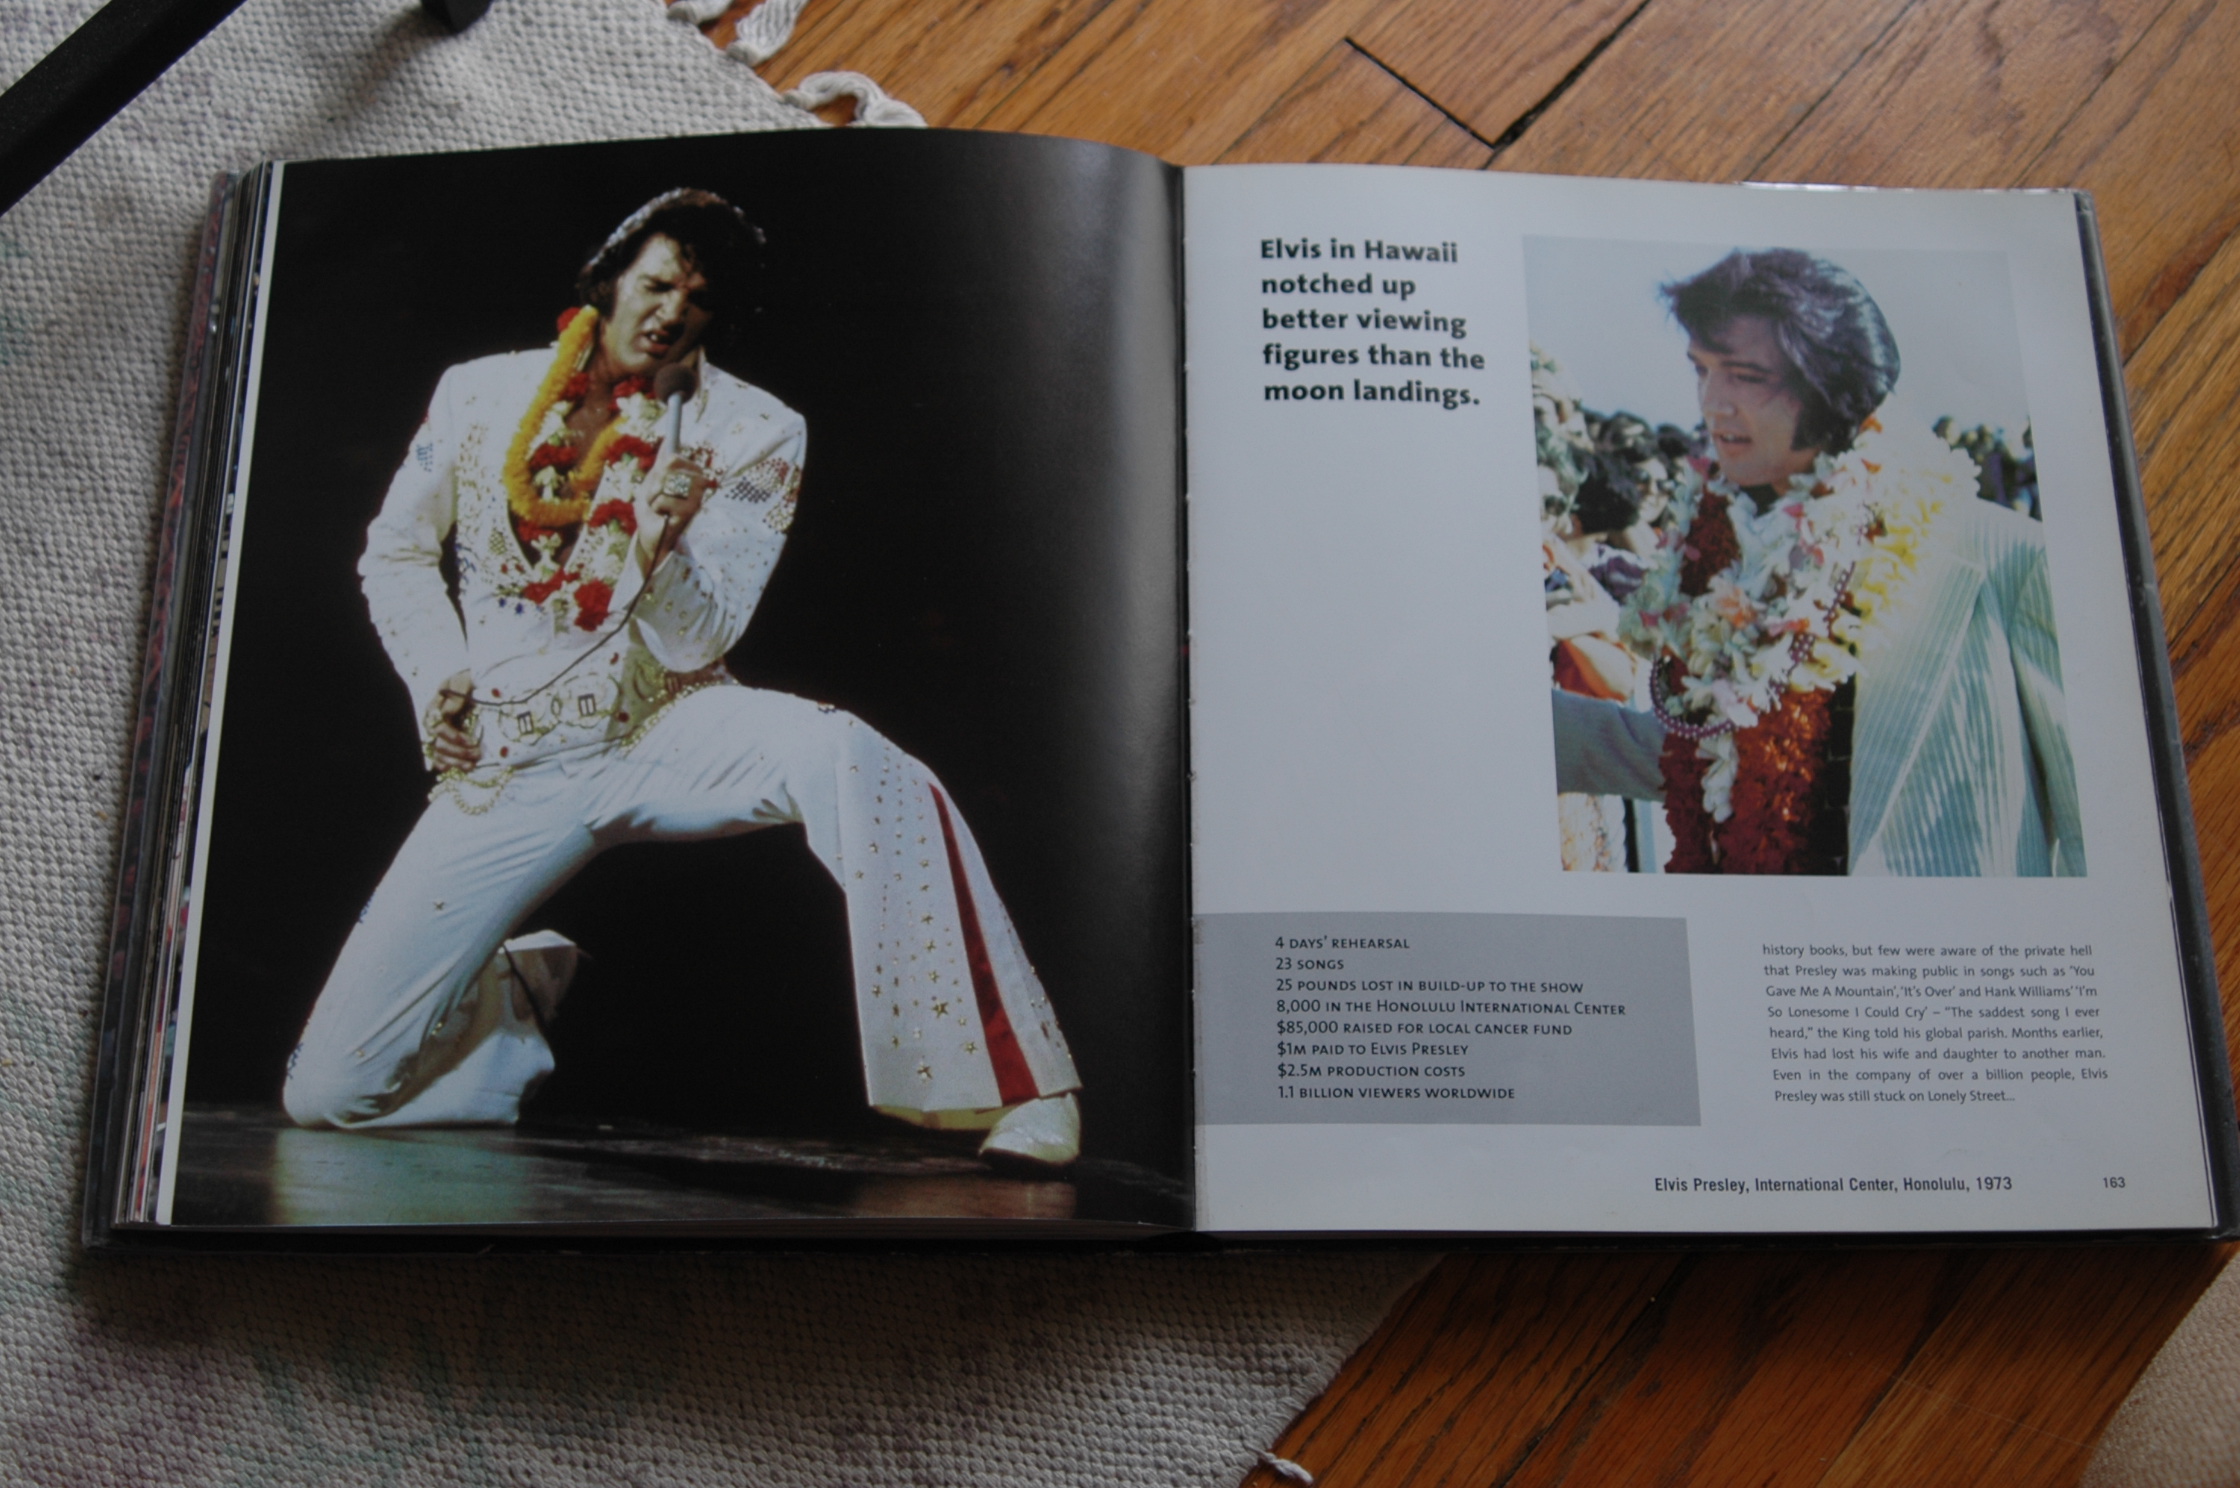 Elvis in Hawaii
notched up
better viewing
figures than the
moon landings.
4 DAYS' REHEARSAL
23 SONGS
25 POUNDS LOST IN BUILD-UP TO THE SHOW
8,000 IN THE HONOLULU INTERNATIONAL CENTER
$85,000 RAISED FOR LOCAL CANCER FUND
$1M PAID TO ELVIS PRESLEY
$2.5M PRODUCTION COSTS
1.1 BILLION VIEWERS WORLDWIDE
history books, but few were aware of the private hell
that Presley was making public in songs such as 'You
Gave Me A Mountain', 'It's Over' and Hank Williams' 'I'm
So Lonesome I Could Cry' – "The saddest song I ever
heard," the King told his global parish. Months earlier,
Elvis had lost his wife and daughter to another man.
Even in the company of over a billion people, Elvis
Presley was still stuck on Lonely Street...
Elvis Presley, International Center, Honolulu, 1973 163